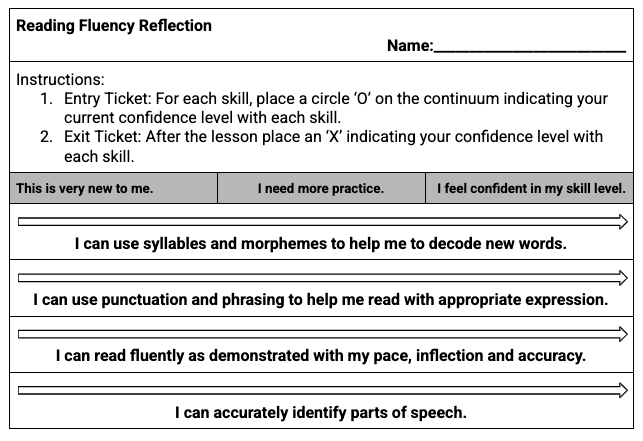 Reading Fluency Reflection
Name:_______________________
Instructions:
1. Entry Ticket: For each skill, place a circle ‘O’ on the continuum indicating your
current confidence level with each skill.
2. Exit Ticket: After the lesson place an ‘X’ indicating your confidence level with
each skill.
This is very new to me. I need more practice. I feel confident in my skill level.
I can use syllables and morphemes to help me to decode new words.
I can use punctuation and phrasing to help me read with appropriate expression.
I can read fluently as demonstrated with my pace, inflection and accuracy.
I can accurately identify parts of speech.